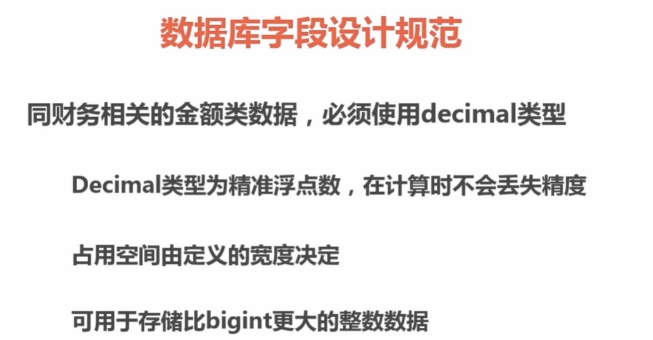 数据库字段设计规范
同财务相关的金额类数据，必须使用decimal类型
Decimal类型为精准浮点数，在计算时不会丢失精度
占用空间由定义的宽度决定
可用于存储比bigint更大的整数数据